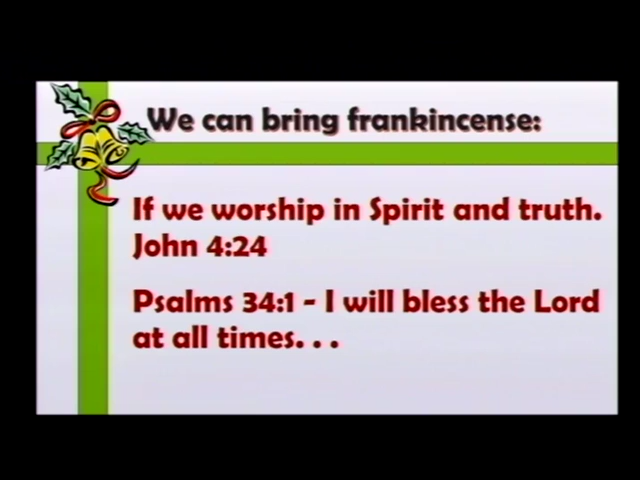 We can bring frankincense:
If we worship in Spirit and truth.
John 4:24
Psalms 34:1 - I will bless the Lord
at all times. . .